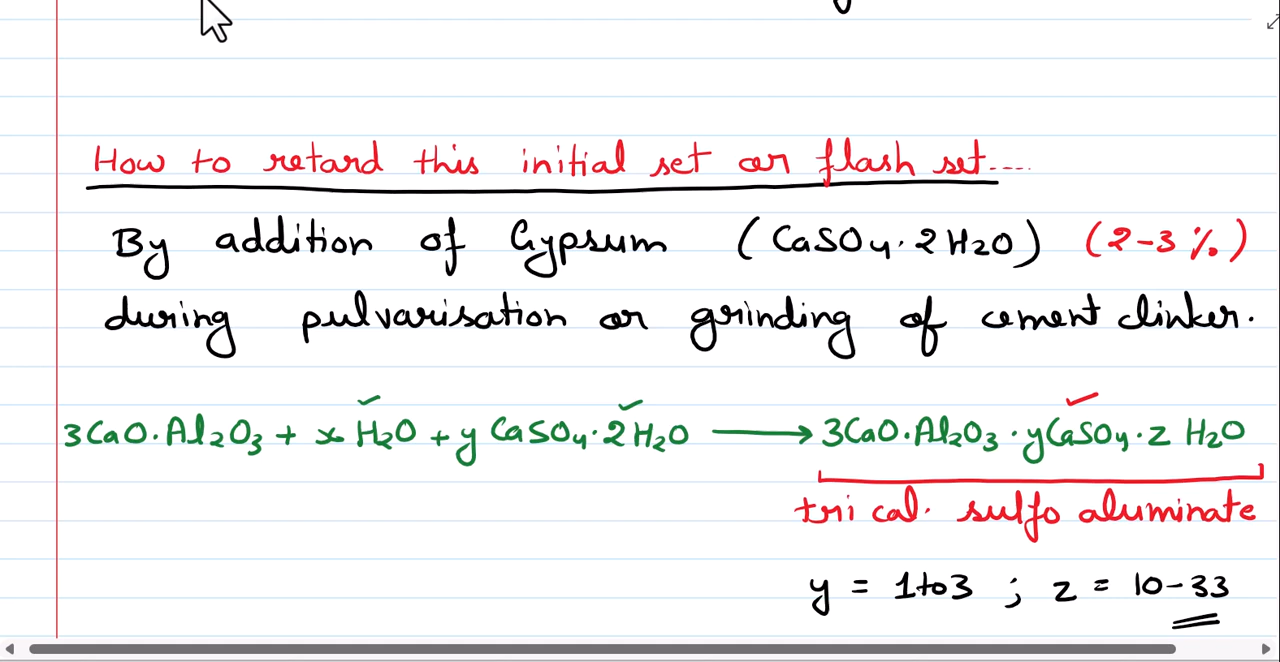 How to retard this initial set or flash set....
By addition of Gypsum (CaSO4.2H2O) (2-3%)
during pulvarisation or grinding of cement clinker.
3CaO.Al2O3 + x H2O + y CaSO4.2H2O ⟶ 3CaO.Al2O3.yCaSO4.z H2O
tri cal. sulfo aluminate
y = 1to3 ; z = 10-33